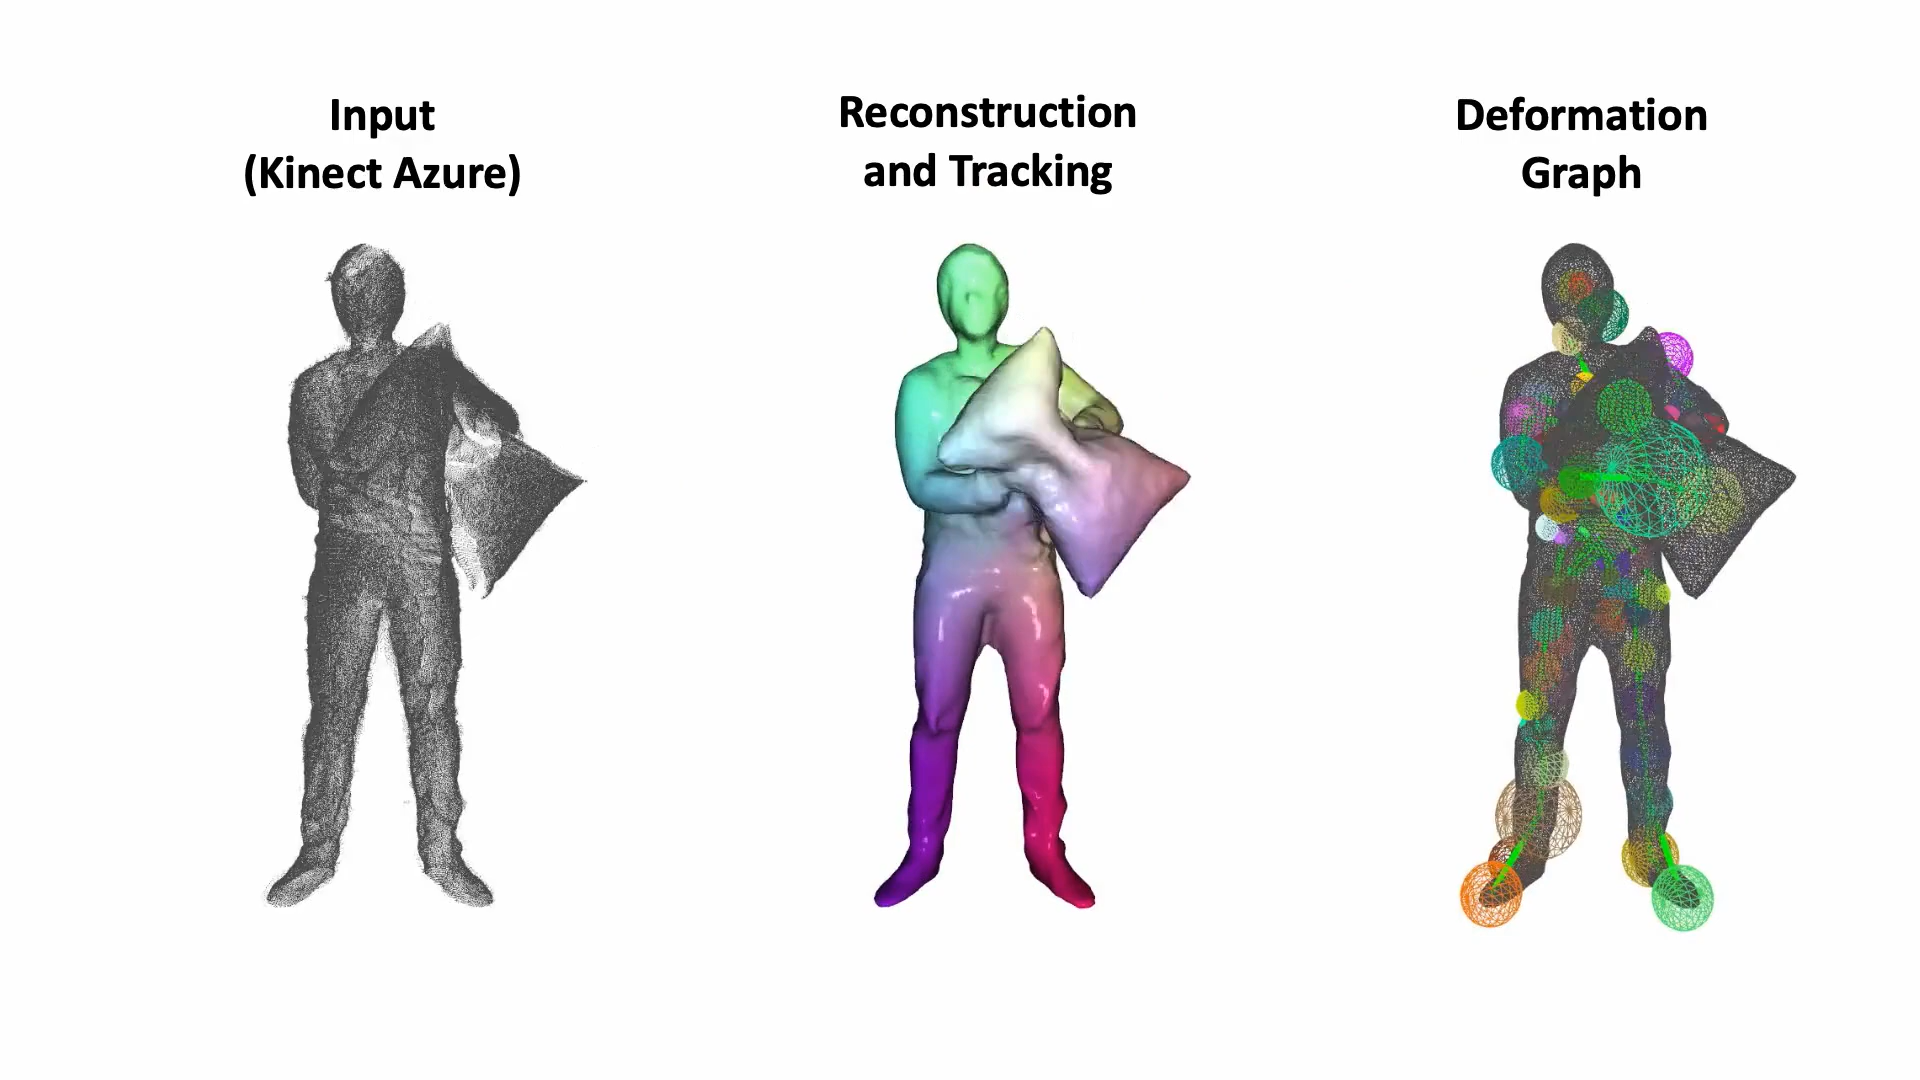 Input
(Kinect Azure)
Reconstruction
and Tracking
Deformation
Graph